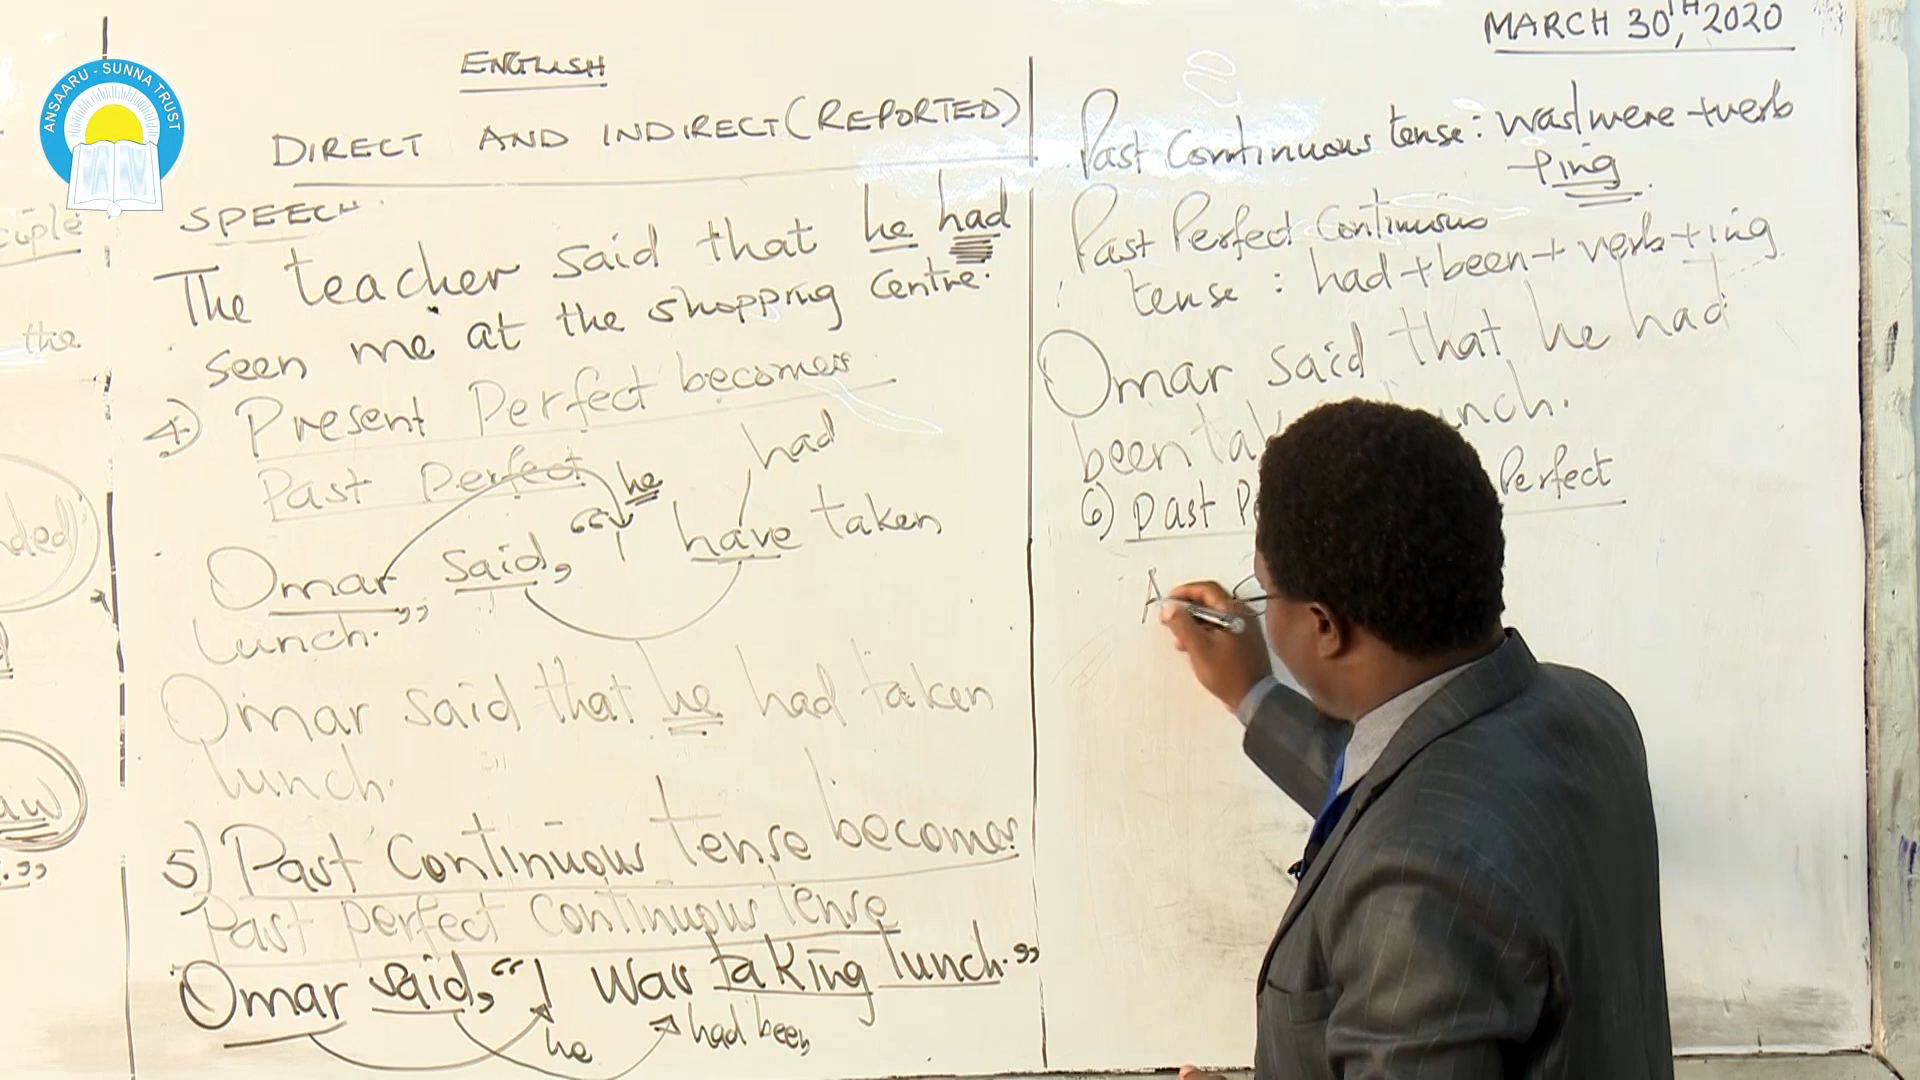 ANSAARU - SUNNA TRUST
MARCH 30TH, 2020
ENGLISH
DIRECT AND INDIRECT (REPORTED)
SPEECH
The teacher said that he had
seen me at the shopping centre.
4) Present Perfect becomes
Past Perfect
he
had
Omar said, "I have taken
lunch."
Omar said that he had taken
lunch.
5) Past Continuous tense becomes
Past perfect continuous tense
Omar said, "I was taking lunch."
he
had been
Past Continuous tense: was/were +verb
+ing
Past Perfect Continuous
tense : had +been+ verb +ing
Omar said that he had
been
6) Past Perfect
A
the